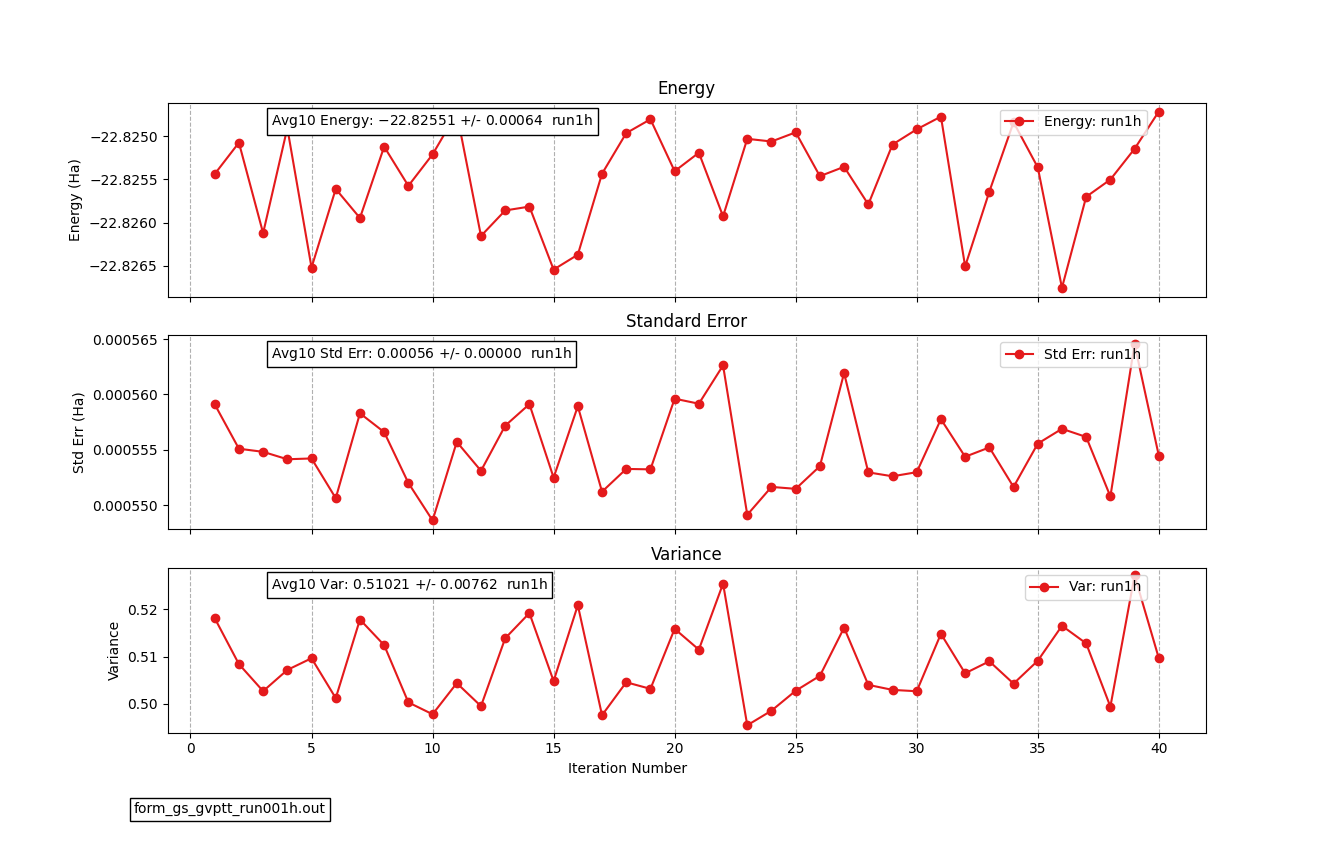 Energy
Avg10 Energy: −22.82551 +/- 0.00064  run1h
Energy: run1h
−22.8250
−22.8255
−22.8260
−22.8265
Energy (Ha)
Standard Error
Avg10 Std Err: 0.00056 +/- 0.00000  run1h
Std Err: run1h
0.000565
0.000560
0.000555
0.000550
Std Err (Ha)
Variance
Avg10 Var: 0.51021 +/- 0.00762  run1h
Var: run1h
0.52
0.51
0.50
Variance
0 5 10 15 20 25 30 35 40
Iteration Number
form_gs_gvptt_run001h.out